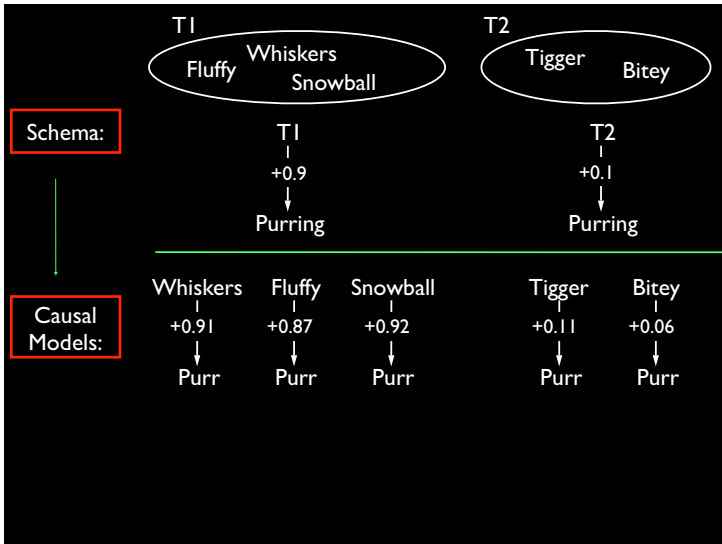 T1
T2
Whiskers
Fluffy
Snowball
Tigger
Bitey
Schema:
T1
T2
+0.9
+0.1
Purring
Purring
Whiskers Fluffy Snowball Tigger Bitey
Causal
Models:
+0.91 +0.87 +0.92 +0.11 +0.06
Purr Purr Purr Purr Purr